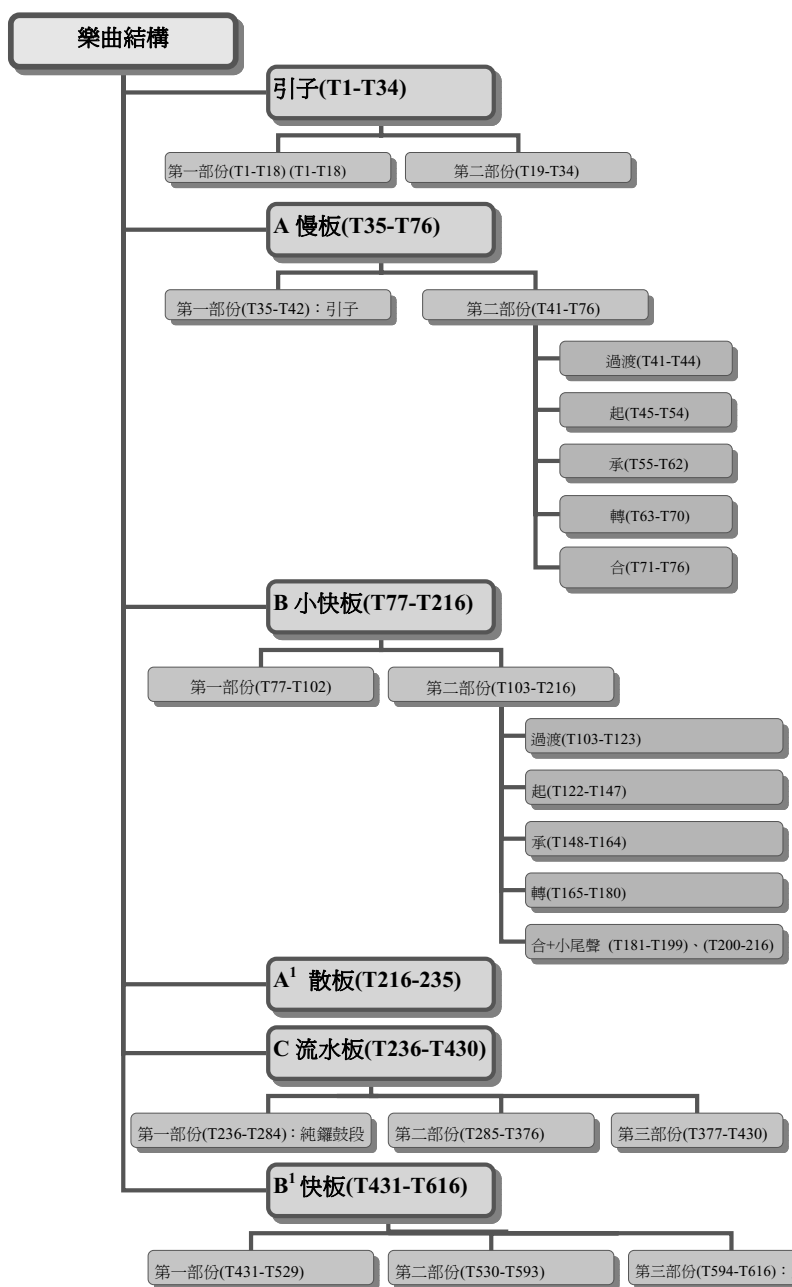 樂曲結構
引子(T1-T34)
第一部份(T1-T18) (T1-T18)
第二部份(T19-T34)
A 慢板(T35-T76)
第一部份(T35-T42)：引子
第二部份(T41-T76)
過渡(T41-T44)
起(T45-T54)
承(T55-T62)
轉(T63-T70)
合(T71-T76)
B 小快板(T77-T216)
第一部份(T77-T102)
第二部份(T103-T216)
過渡(T103-T123)
起(T122-T147)
承(T148-T164)
轉(T165-T180)
合+小尾聲 (T181-T199)、(T200-216)
A¹ 散板(T216-235)
C 流水板(T236-T430)
第一部份(T236-T284)：純鑼鼓段
第二部份(T285-T376)
第三部份(T377-T430)
B¹ 快板(T431-T616)
第一部份(T431-T529)
第二部份(T530-T593)
第三部份(T594-T616)：